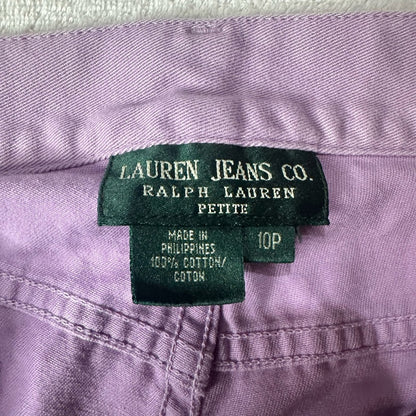 LAUREN JEANS CO.
RALPH LAUREN
PETITE
MADE IN
PHILIPPINES
100% COTTON/
COTON
10P